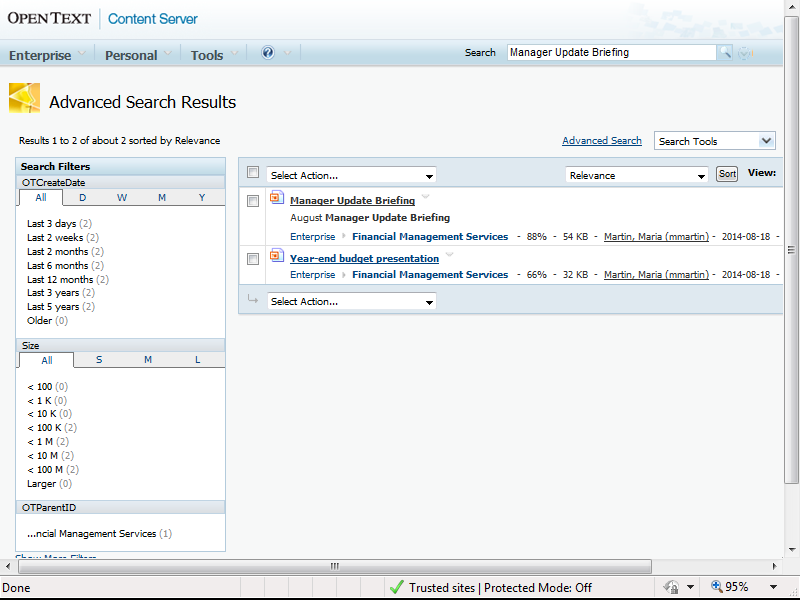 OPENTEXT Content Server
Enterprise Personal Tools Search Manager Update Briefing
Advanced Search Results
Results 1 to 2 of about 2 sorted by Relevance Advanced Search Search Tools
Search Filters
OTCreateDate
All D W M Y
Last 3 days (2)
Last 2 weeks (2)
Last 2 months (2)
Last 6 months (2)
Last 12 months (2)
Last 3 years (2)
Last 5 years (2)
Older (0)
Size
All S M L
< 100 (0)
< 1 K (0)
< 10 K (0)
< 100 K (2)
< 1 M (2)
< 10 M (2)
< 100 M (2)
Larger (0)
OTParentID
...ncial Management Services (1)
Show More Filters
Select Action... Relevance Sort View:
Manager Update Briefing
August Manager Update Briefing
Enterprise Financial Management Services - 88% - 54 KB - Martin, Maria (mmartin) - 2014-08-18 -
Year-end budget presentation
Enterprise Financial Management Services - 66% - 32 KB - Martin, Maria (mmartin) - 2014-08-18 -
Select Action...
Done Trusted sites | Protected Mode: Off 95%